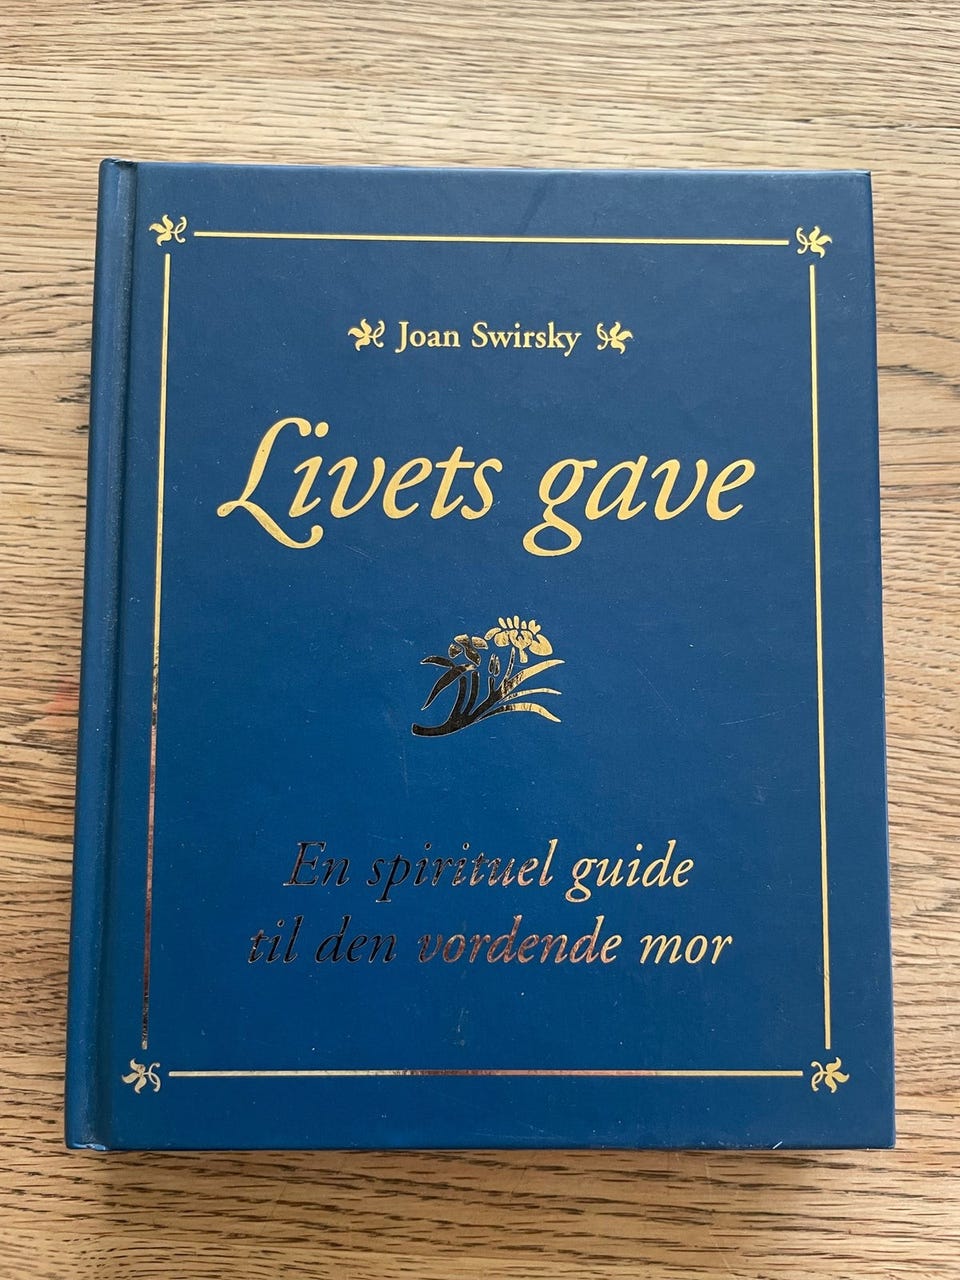 Joan Swirsky
Livets gave
En spirituel guide
til den vordende mor